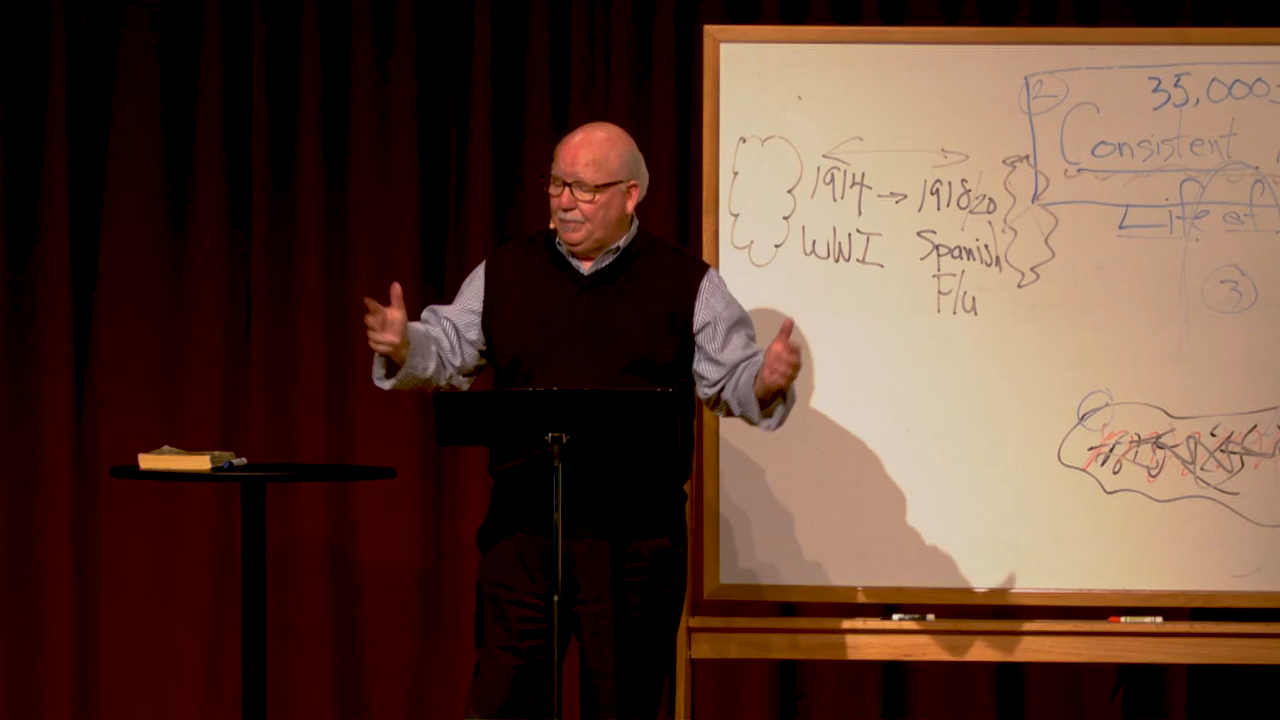 1914 → 1918/20
WWI Spanish
Flu
2 35,000
Consistent
Life of
3